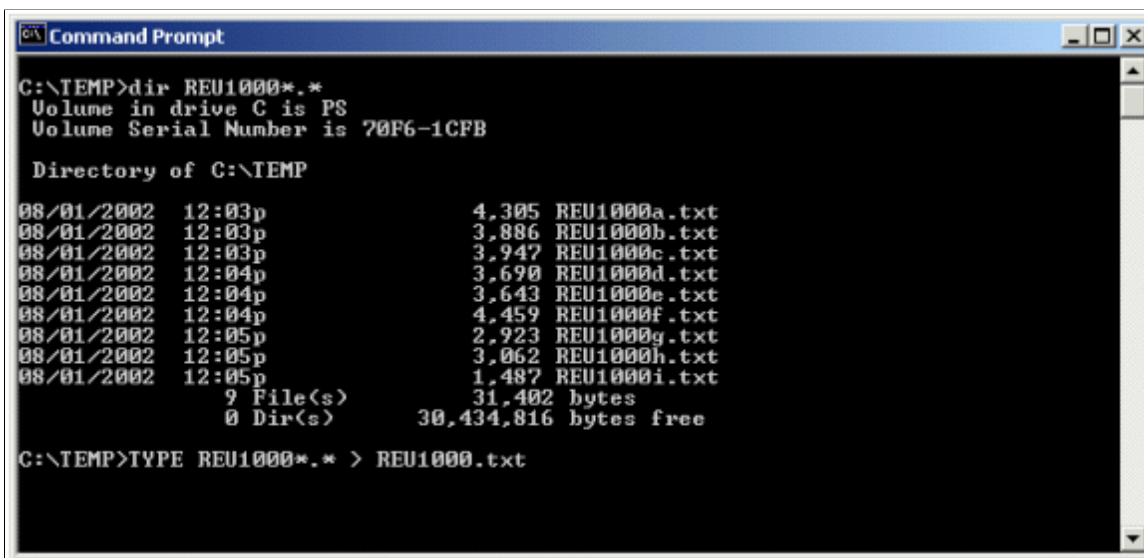 Command Prompt
C:\TEMP>dir REU1000*.*
Volume in drive C is PS
Volume Serial Number is 70F6-1CFB
Directory of C:\TEMP
08/01/2002 12:03p 4,305 REU1000a.txt
08/01/2002 12:03p 3,886 REU1000b.txt
08/01/2002 12:03p 3,947 REU1000c.txt
08/01/2002 12:04p 3,690 REU1000d.txt
08/01/2002 12:04p 3,643 REU1000e.txt
08/01/2002 12:04p 4,459 REU1000f.txt
08/01/2002 12:05p 2,923 REU1000g.txt
08/01/2002 12:05p 3,062 REU1000h.txt
08/01/2002 12:05p 1,487 REU1000i.txt
9 File(s) 31,402 bytes
0 Dir(s) 30,434,816 bytes free
C:\TEMP>TYPE REU1000*.* > REU1000.txt